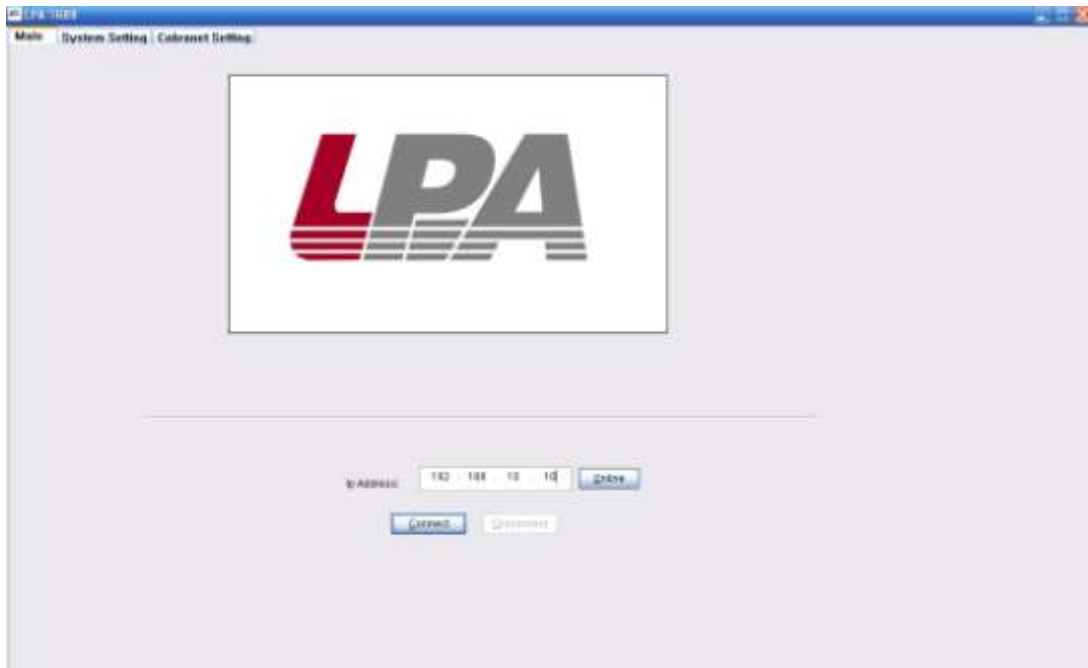 Main System Setting Cobranet Setting
LPA
Ip Address: 192 . 168 . 10 . 10 Online
Connect Disconnect